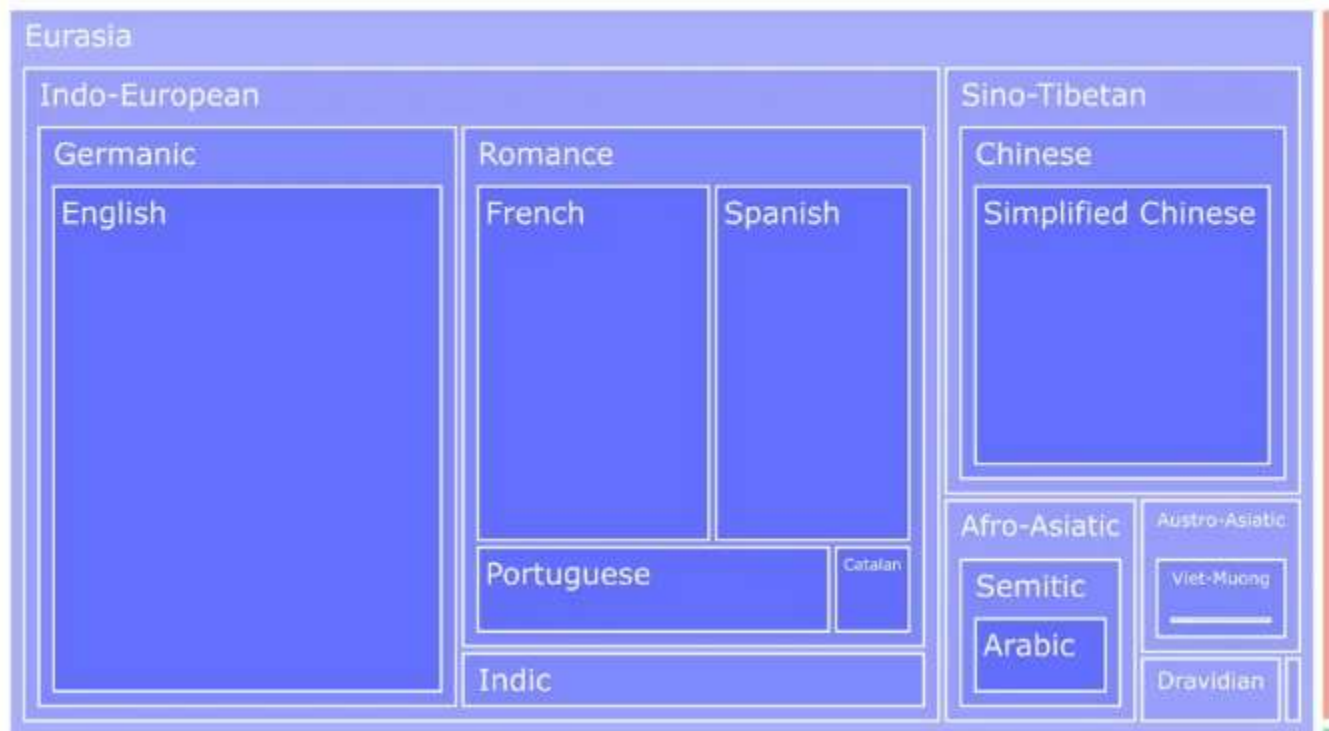 Eurasia
Indo-European
Germanic
English
Romance
French
Spanish
Portuguese
Catalan
Indic
Sino-Tibetan
Chinese
Simplified Chinese
Afro-Asiatic
Semitic
Arabic
Austro-Asiatic
Viet-Muong
Dravidian